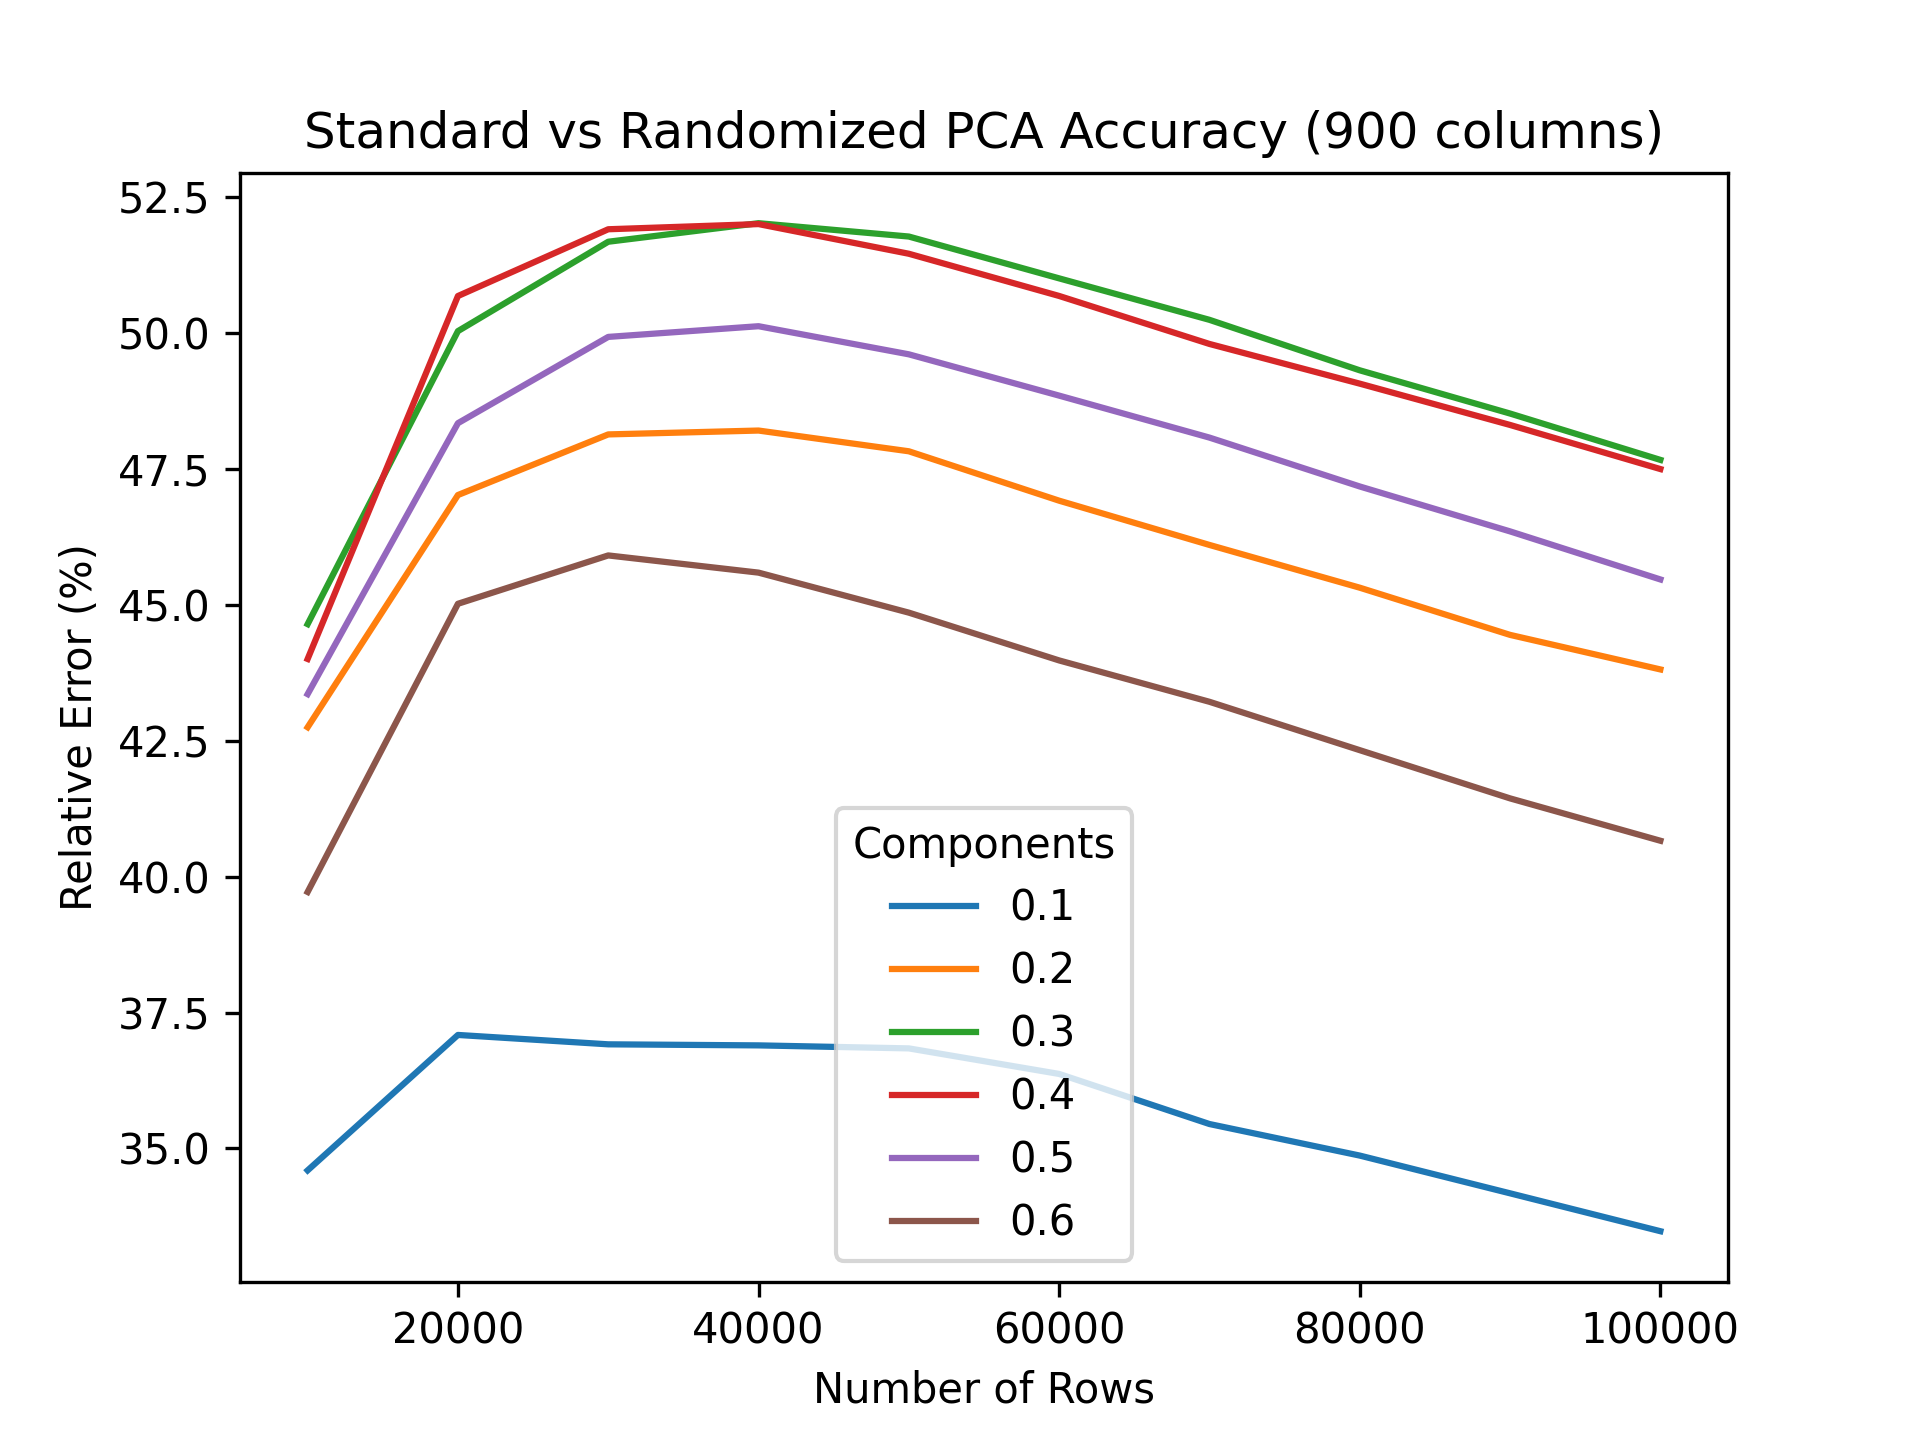 Standard vs Randomized PCA Accuracy (900 columns)
Relative Error (%)
52.5
50.0
47.5
45.0
42.5
40.0
37.5
35.0
Components
0.1
0.2
0.3
0.4
0.5
0.6
20000 40000 60000 80000 100000
Number of Rows